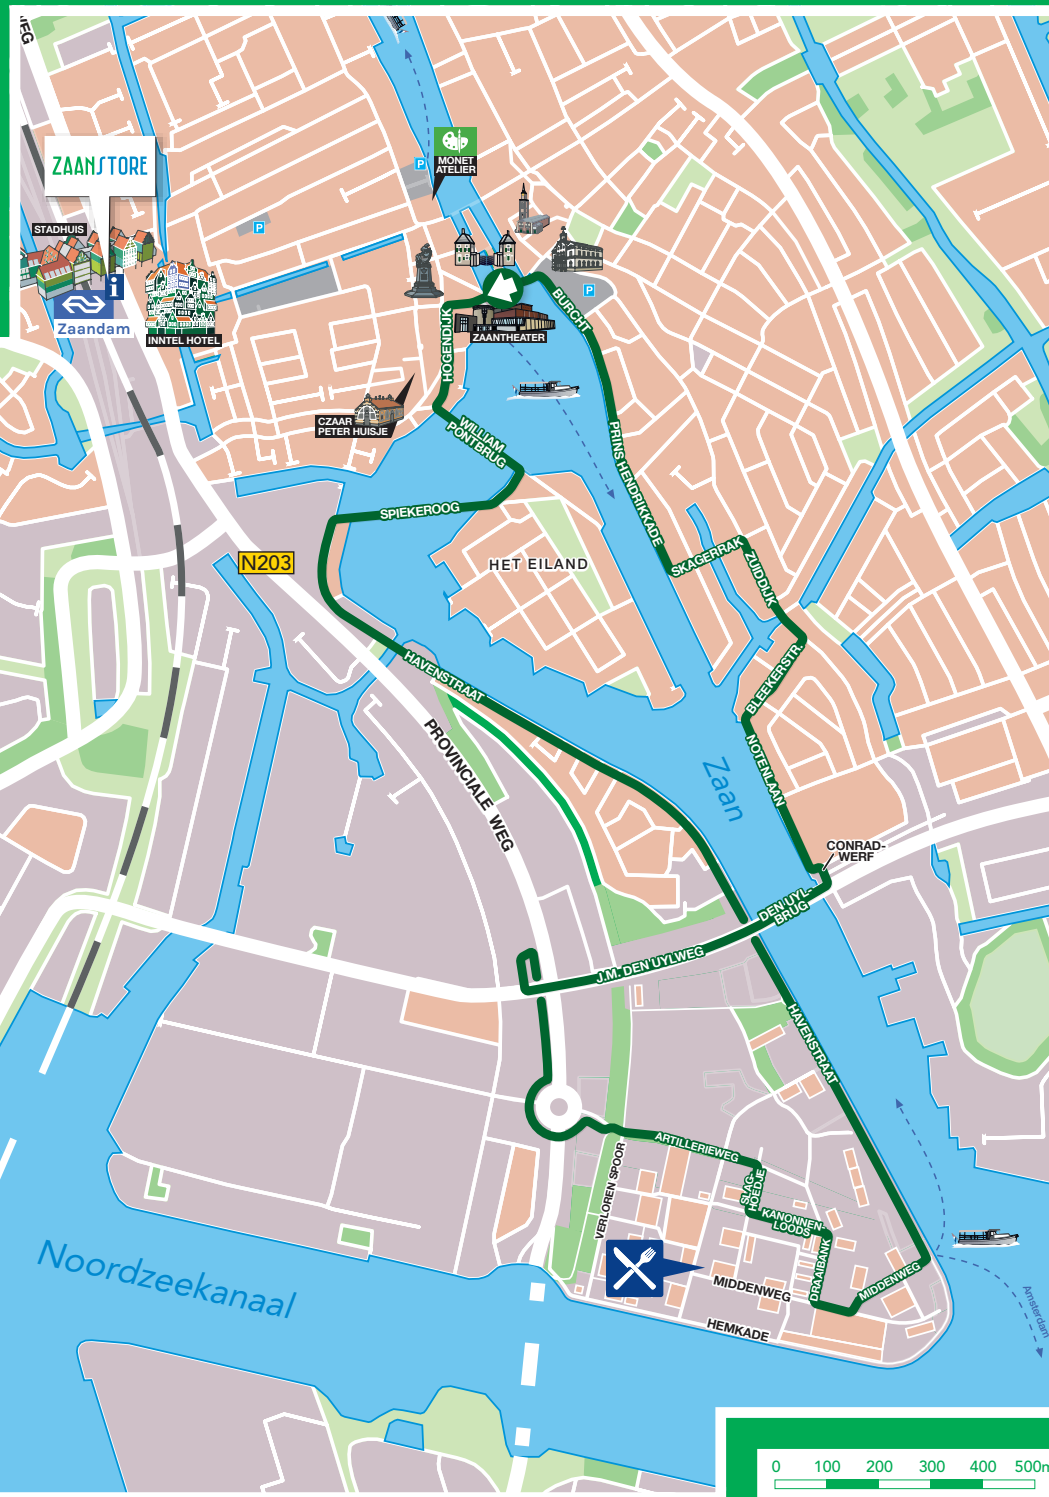 EG
ZAANSTORE
STADHUIS
i
Zaandam
INNTEL HOTEL
P
P
P
MONET
ATELIER
HOGENDIJK
ZAANTHEATER
BURCHT
CZAAR
PETER HUISJE
WILLIAM
PONTBRUG
PRINS HENDRIKKADE
SPIEKEROOG
N203
HET EILAND
SKAGERRAK
ZUIDDIJK
BLEEKERSTR.
HAVENSTRAAT
NOTENLAAN
PROVINCIALE WEG
Zaan
CONRAD-
WERF
DEN UYL-
BRUG
J.M. DEN UYLWEG
HAVENSTRAAT
ARTILLERIEWEG
VERLOREN SPOOR
SLAG-
HOEDJE
KANONNEN-
LOODS
DRAAIBANK
MIDDENWEG
MIDDENWEG
HEMKADE
Noordzeekanaal
Amsterdam
0 100 200 300 400 500m